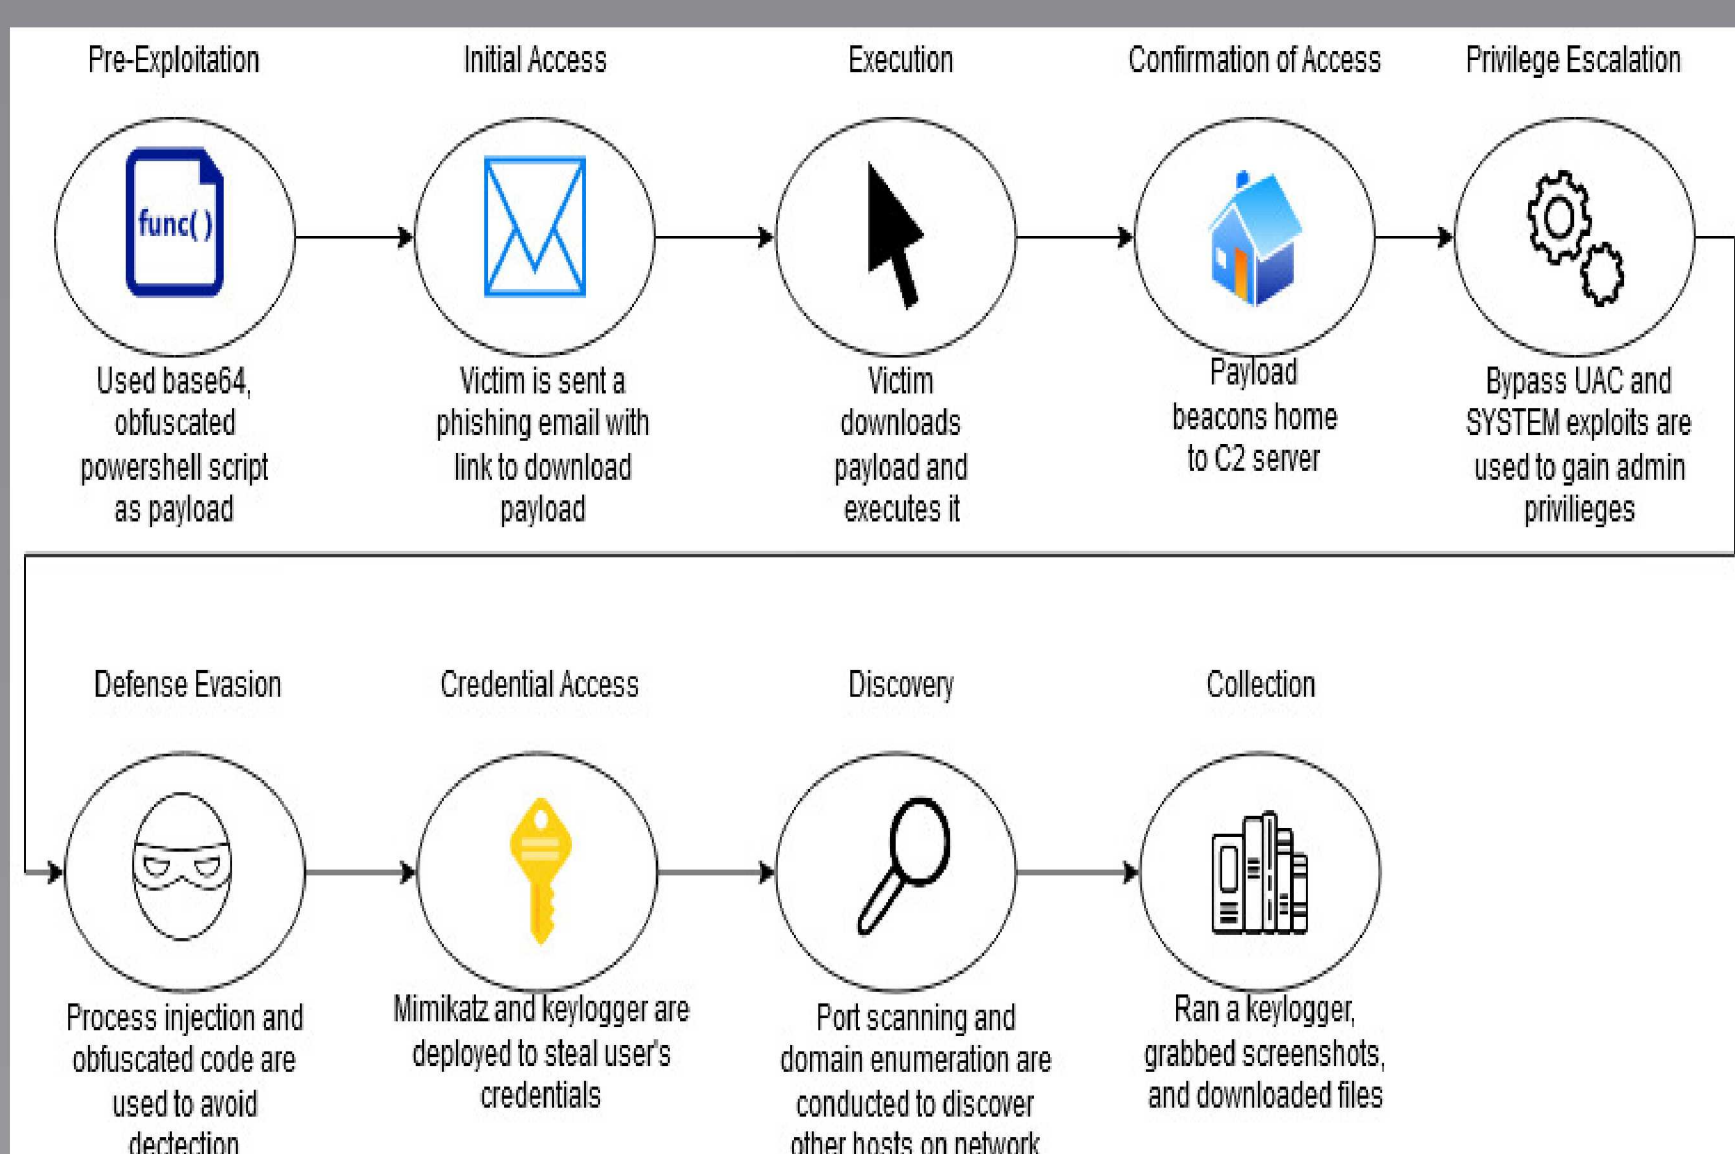 Pre-Exploitation
Initial Access
Execution
Confirmation of Access
Privilege Escalation
func( )
Used base64,
obfuscated
powershell script
as payload
Victim is sent a
phishing email with
link to download
payload
Victim
downloads
payload and
executes it
Payload
beacons home
to C2 server
Bypass UAC and
SYSTEM exploits are
used to gain admin
privilieges
Defense Evasion
Credential Access
Discovery
Collection
Process injection and
obfuscated code are
used to avoid
dectection
Mimikatz and keylogger are
deployed to steal user's
credentials
Port scanning and
domain enumeration are
conducted to discover
other hosts on network
Ran a keylogger,
grabbed screenshots,
and downloaded files